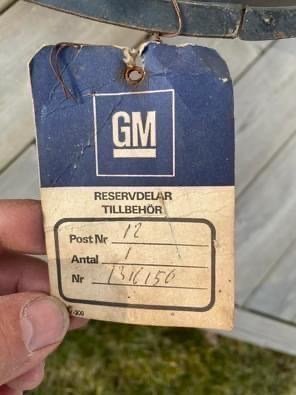 GM
RESERVDELAR
TILLBEHÖR
Post Nr 12
Antal 1
Nr 1316150